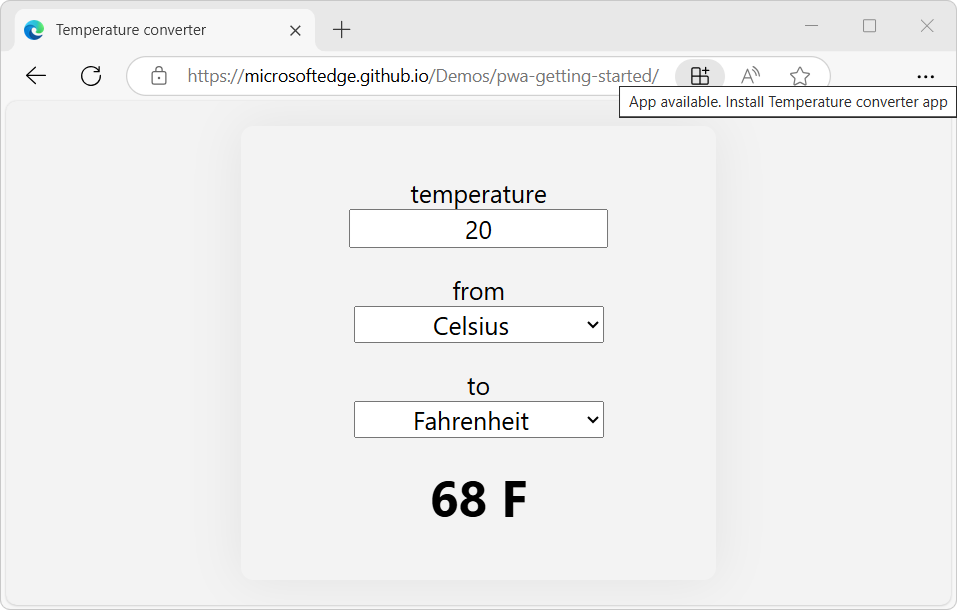 Temperature converter
https://microsoftedge.github.io/Demos/pwa-getting-started/
App available. Install Temperature converter app
temperature
20
from
Celsius
to
Fahrenheit
68 F